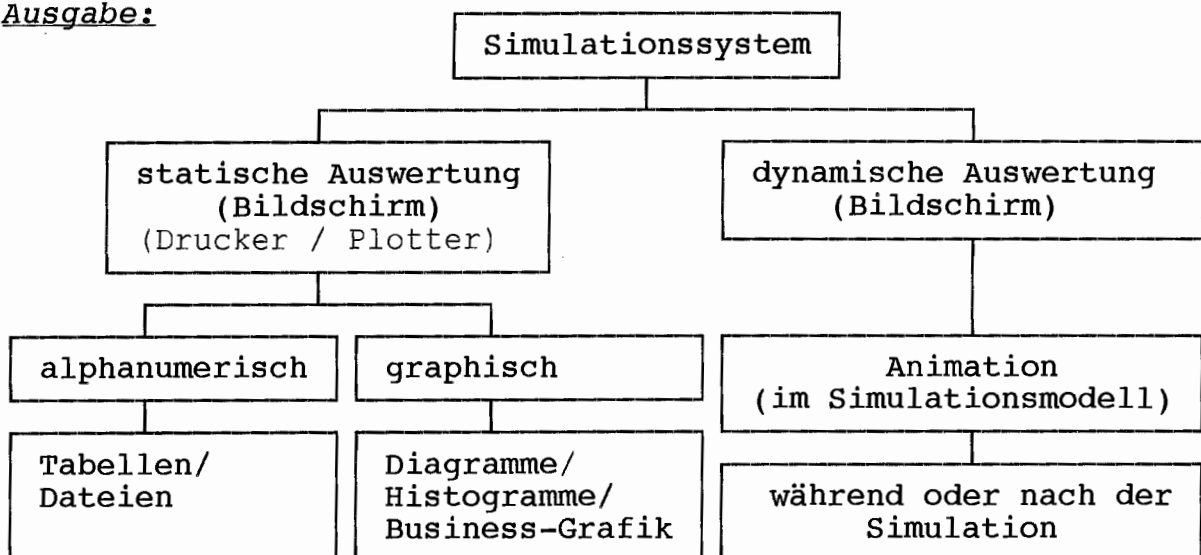 Ausgabe:
Simulationssystem
statische Auswertung
(Bildschirm)
(Drucker / Plotter)
dynamische Auswertung
(Bildschirm)
alphanumerisch
graphisch
Animation
(im Simulationsmodell)
Tabellen/
Dateien
Diagramme/
Histogramme/
Business-Grafik
während oder nach der
Simulation